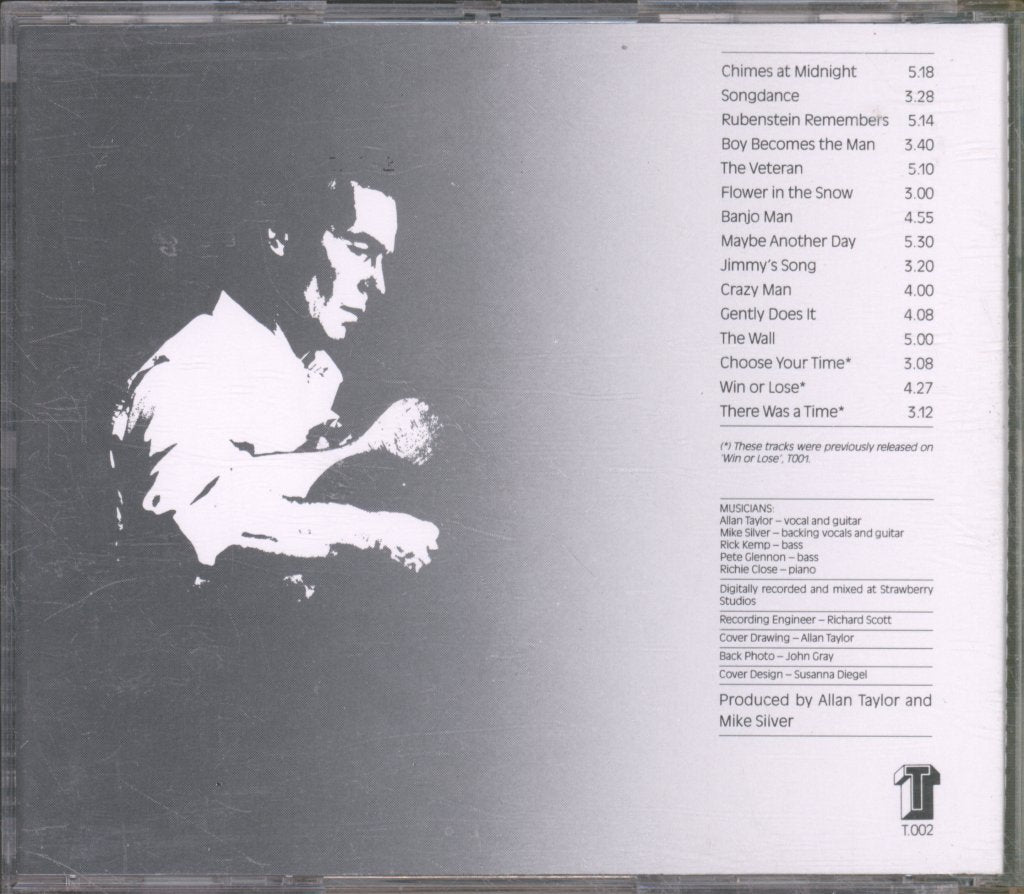 Chimes at Midnight 5.18
Songdance 3.28
Rubenstein Remembers 5.14
Boy Becomes the Man 3.40
The Veteran 5.10
Flower in the Snow 3.00
Banjo Man 4.55
Maybe Another Day 5.30
Jimmy's Song 3.20
Crazy Man 4.00
Gently Does It 4.08
The Wall 5.00
Choose Your Time* 3.08
Win or Lose* 4.27
There Was a Time* 3.12
(*) These tracks were previously released on
'Win or Lose', T001.
MUSICIANS:
Allan Taylor – vocal and guitar
Mike Silver – backing vocals and guitar
Rick Kemp – bass
Pete Glennon – bass
Richie Close – piano
Digitally recorded and mixed at Strawberry
Studios
Recording Engineer – Richard Scott
Cover Drawing – Allan Taylor
Back Photo – John Gray
Cover Design – Susanna Diegel
Produced by Allan Taylor and
Mike Silver
T
T.002